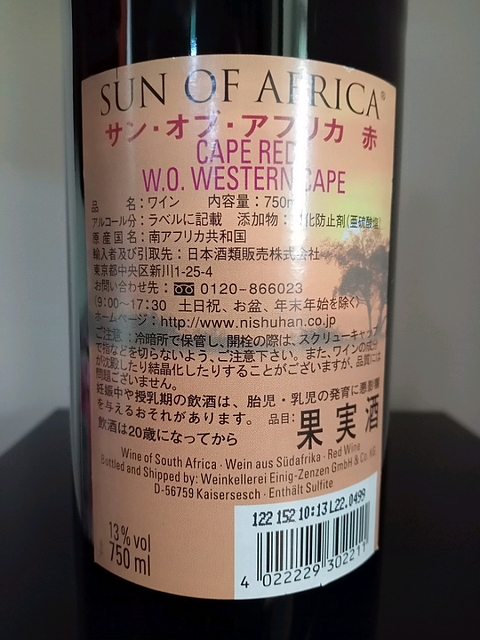 SUN OF AFRICA®
サン・オブ・アフリカ 赤
CAPE RED
W.O. WESTERN CAPE
品 名：ワイン 内容量：750m
アルコール分：ラベルに記載 添加物：化防止剤(亜硫酸塩)
原産国名：南アフリカ共和国
輸入者及び引取先：日本酒類販売株式会社
東京都中央区新川1-25-4
お問い合わせ先： 0120-866023
(9:00～17:30 土日祝、お盆、年末年始を除く)
ホームページ：http://www.nishuhan.co.jp
ご注意：冷暗所で保管し、開栓の際は、スクリューキャップ
で指などを切らないよう、ご注意下さい。また、ワインの成分
が沈殿したり結晶化したりすることがございますが、品質には
問題ございません。
妊娠中や授乳期の飲酒は、胎児・乳児の発育に悪影響
を与えるおそれがあります。 品目：果実酒
飲酒は20歳になってから
Wine of South Africa · Wein aus Südafrika · Red Wine
Bottled and Shipped by: Weinkellerei Einig-Zenzen GmbH & Co. KG
D-56759 Kaisersesch · Enthält Sulfite
122 152 10:13 L22.0499
13% vol
750 ml
4 022229 302211